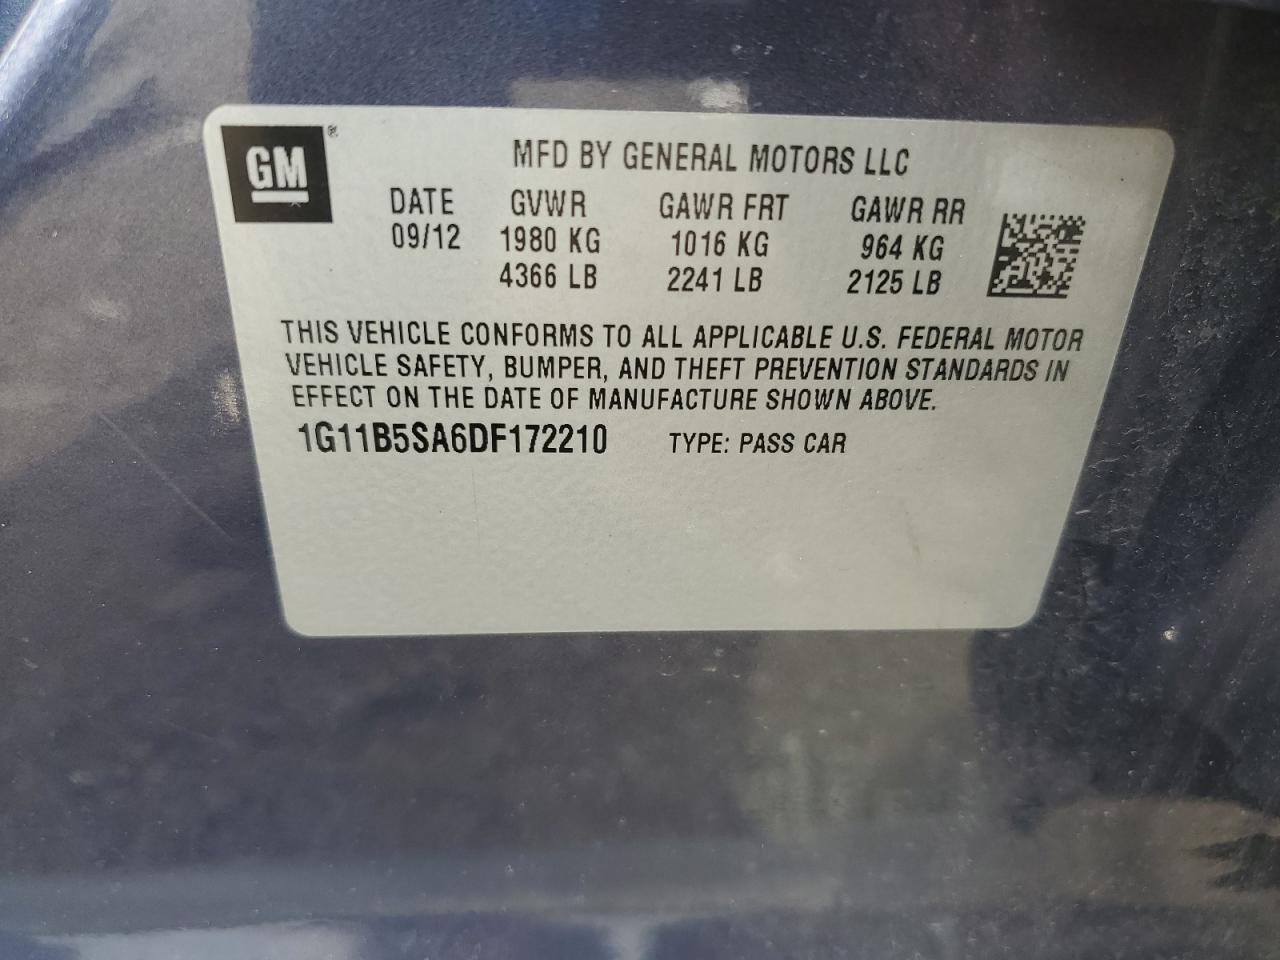 GM®
MFD BY GENERAL MOTORS LLC
DATE GVWR GAWR FRT GAWR RR
09/12 1980 KG 1016 KG 964 KG
4366 LB 2241 LB 2125 LB
THIS VEHICLE CONFORMS TO ALL APPLICABLE U.S. FEDERAL MOTOR
VEHICLE SAFETY, BUMPER, AND THEFT PREVENTION STANDARDS IN
EFFECT ON THE DATE OF MANUFACTURE SHOWN ABOVE.
1G11B5SA6DF172210 TYPE: PASS CAR